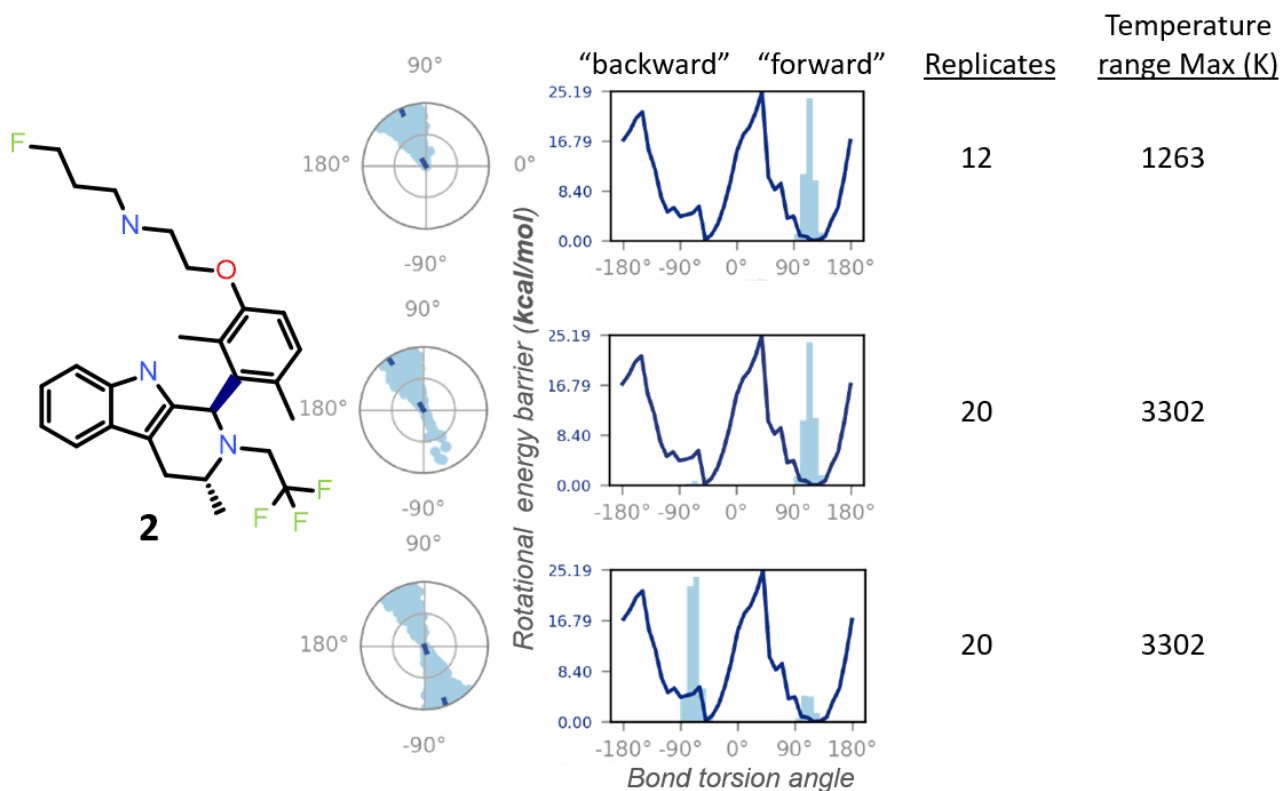 Temperature
"backward" "forward" Replicates range Max (K)
F
N
O
N
N
F
F
F
2
90°
180° 0°
-90°
90°
180°
-90°
90°
180°
-90°
Rotational energy barrier (kcal/mol)
25.19
16.79
8.40
0.00
-180° -90° 0° 90° 180°
12 1263
25.19
16.79
8.40
0.00
-180° -90° 0° 90° 180°
20 3302
25.19
16.79
8.40
0.00
-180° -90° 0° 90° 180°
20 3302
Bond torsion angle